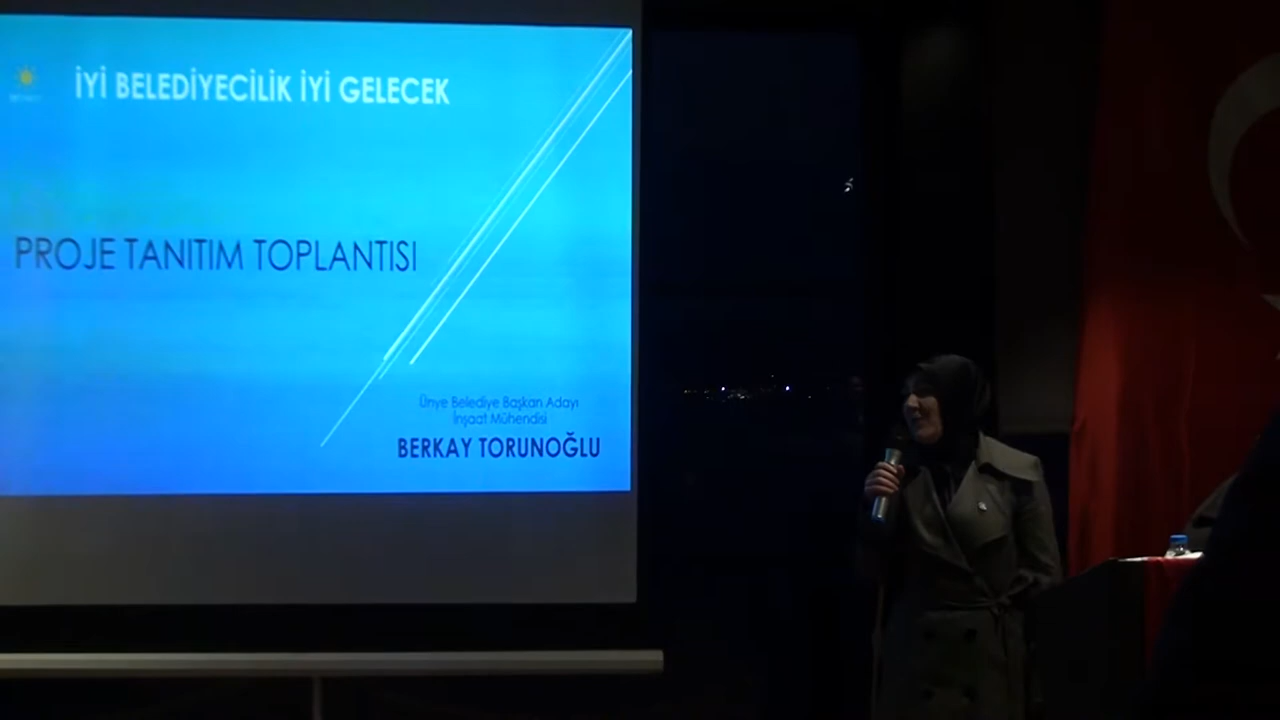 İYİ BELEDİYECİLİK İYİ GELECEK
PROJE TANITIM TOPLANTISI
Ünye Belediye Başkan Adayı
İnşaat Mühendisi
BERKAY TORUNOĞLU